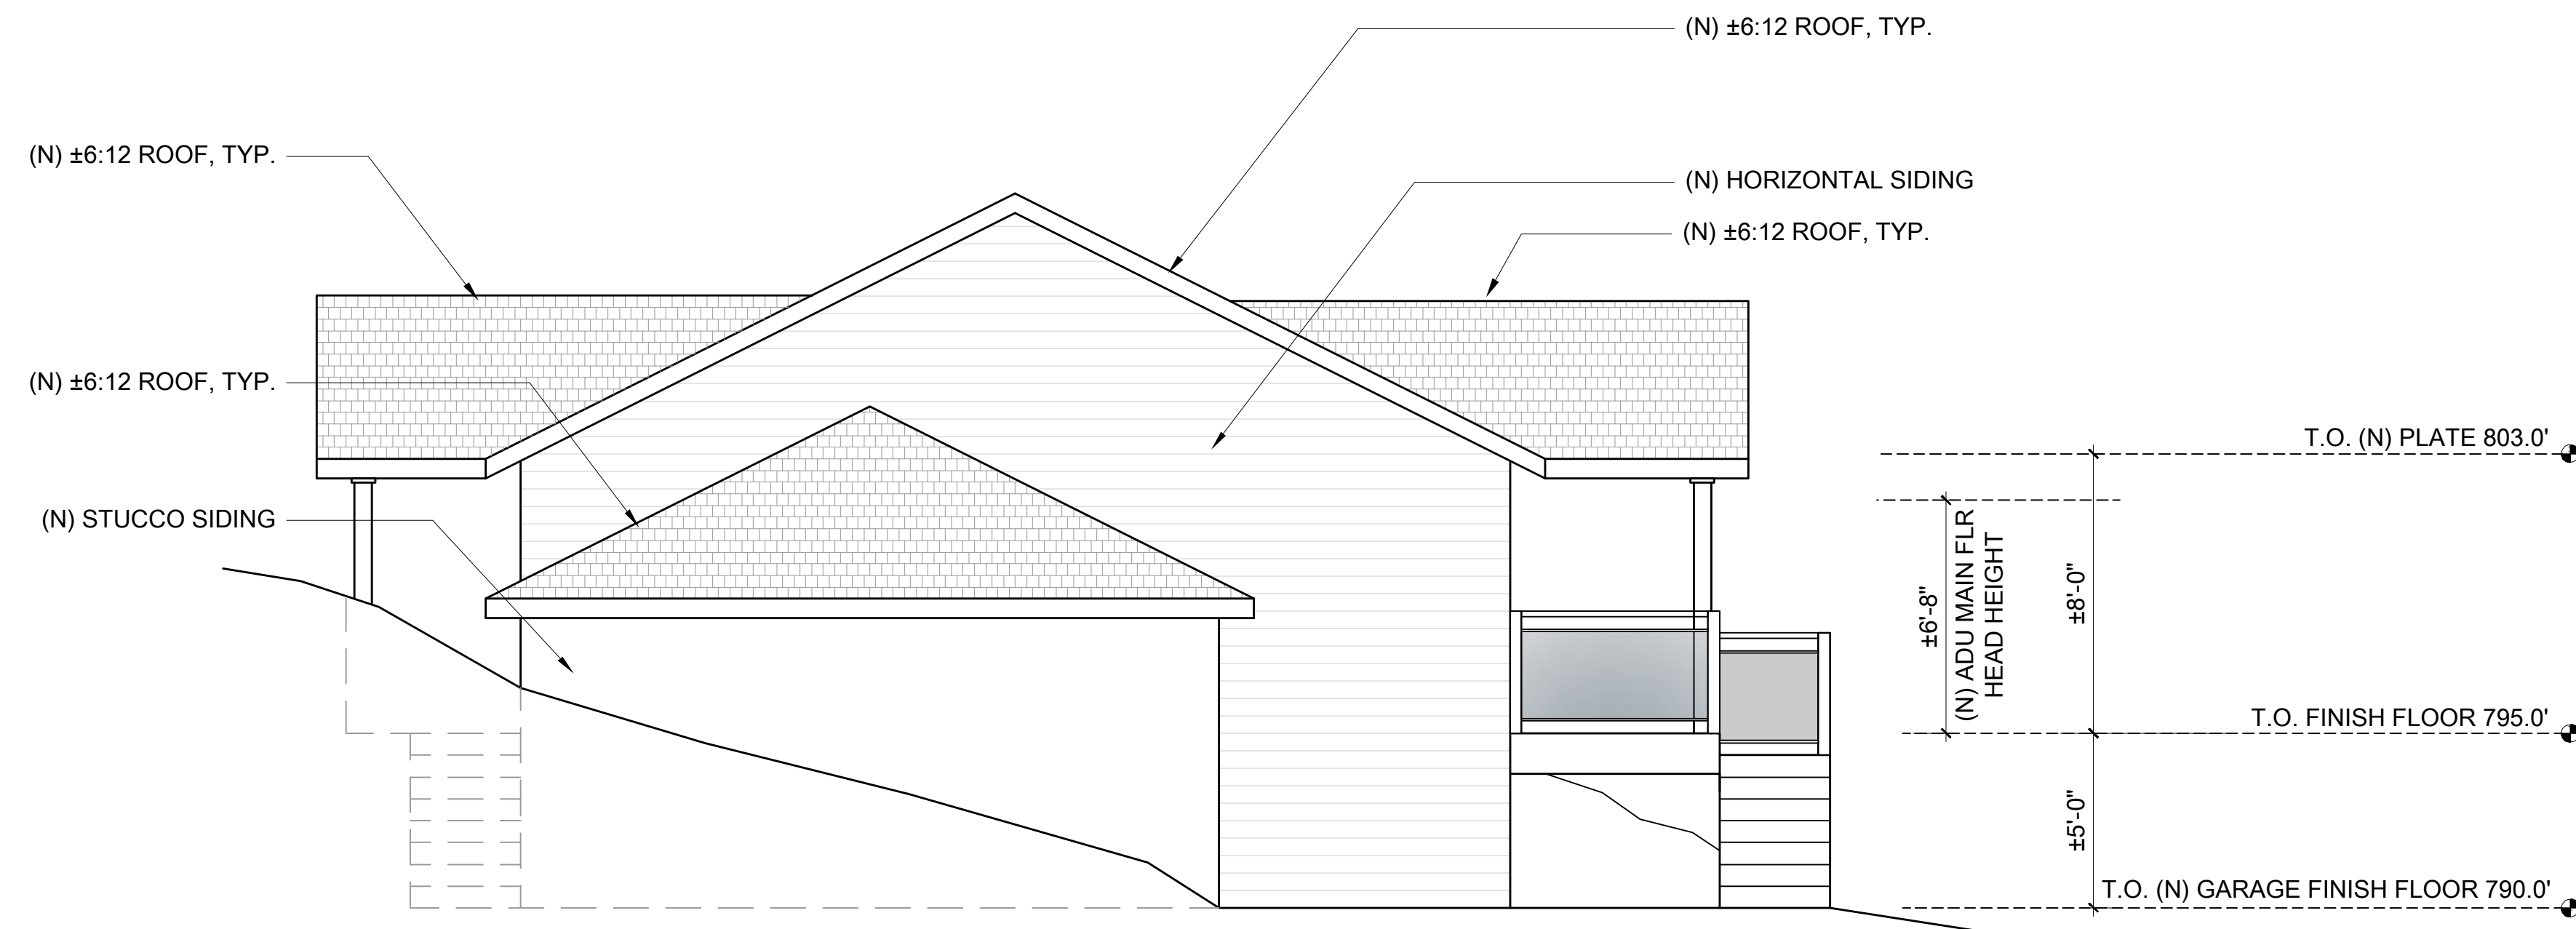 (N) ±6:12 ROOF, TYP.
(N) ±6:12 ROOF, TYP.
(N) HORIZONTAL SIDING
(N) ±6:12 ROOF, TYP.
(N) ±6:12 ROOF, TYP.
(N) STUCCO SIDING
T.O. (N) PLATE 803.0'
±6'-8"
(N) ADU MAIN FLR
HEAD HEIGHT
±8'-0"
T.O. FINISH FLOOR 795.0'
±5'-0"
T.O. (N) GARAGE FINISH FLOOR 790.0'